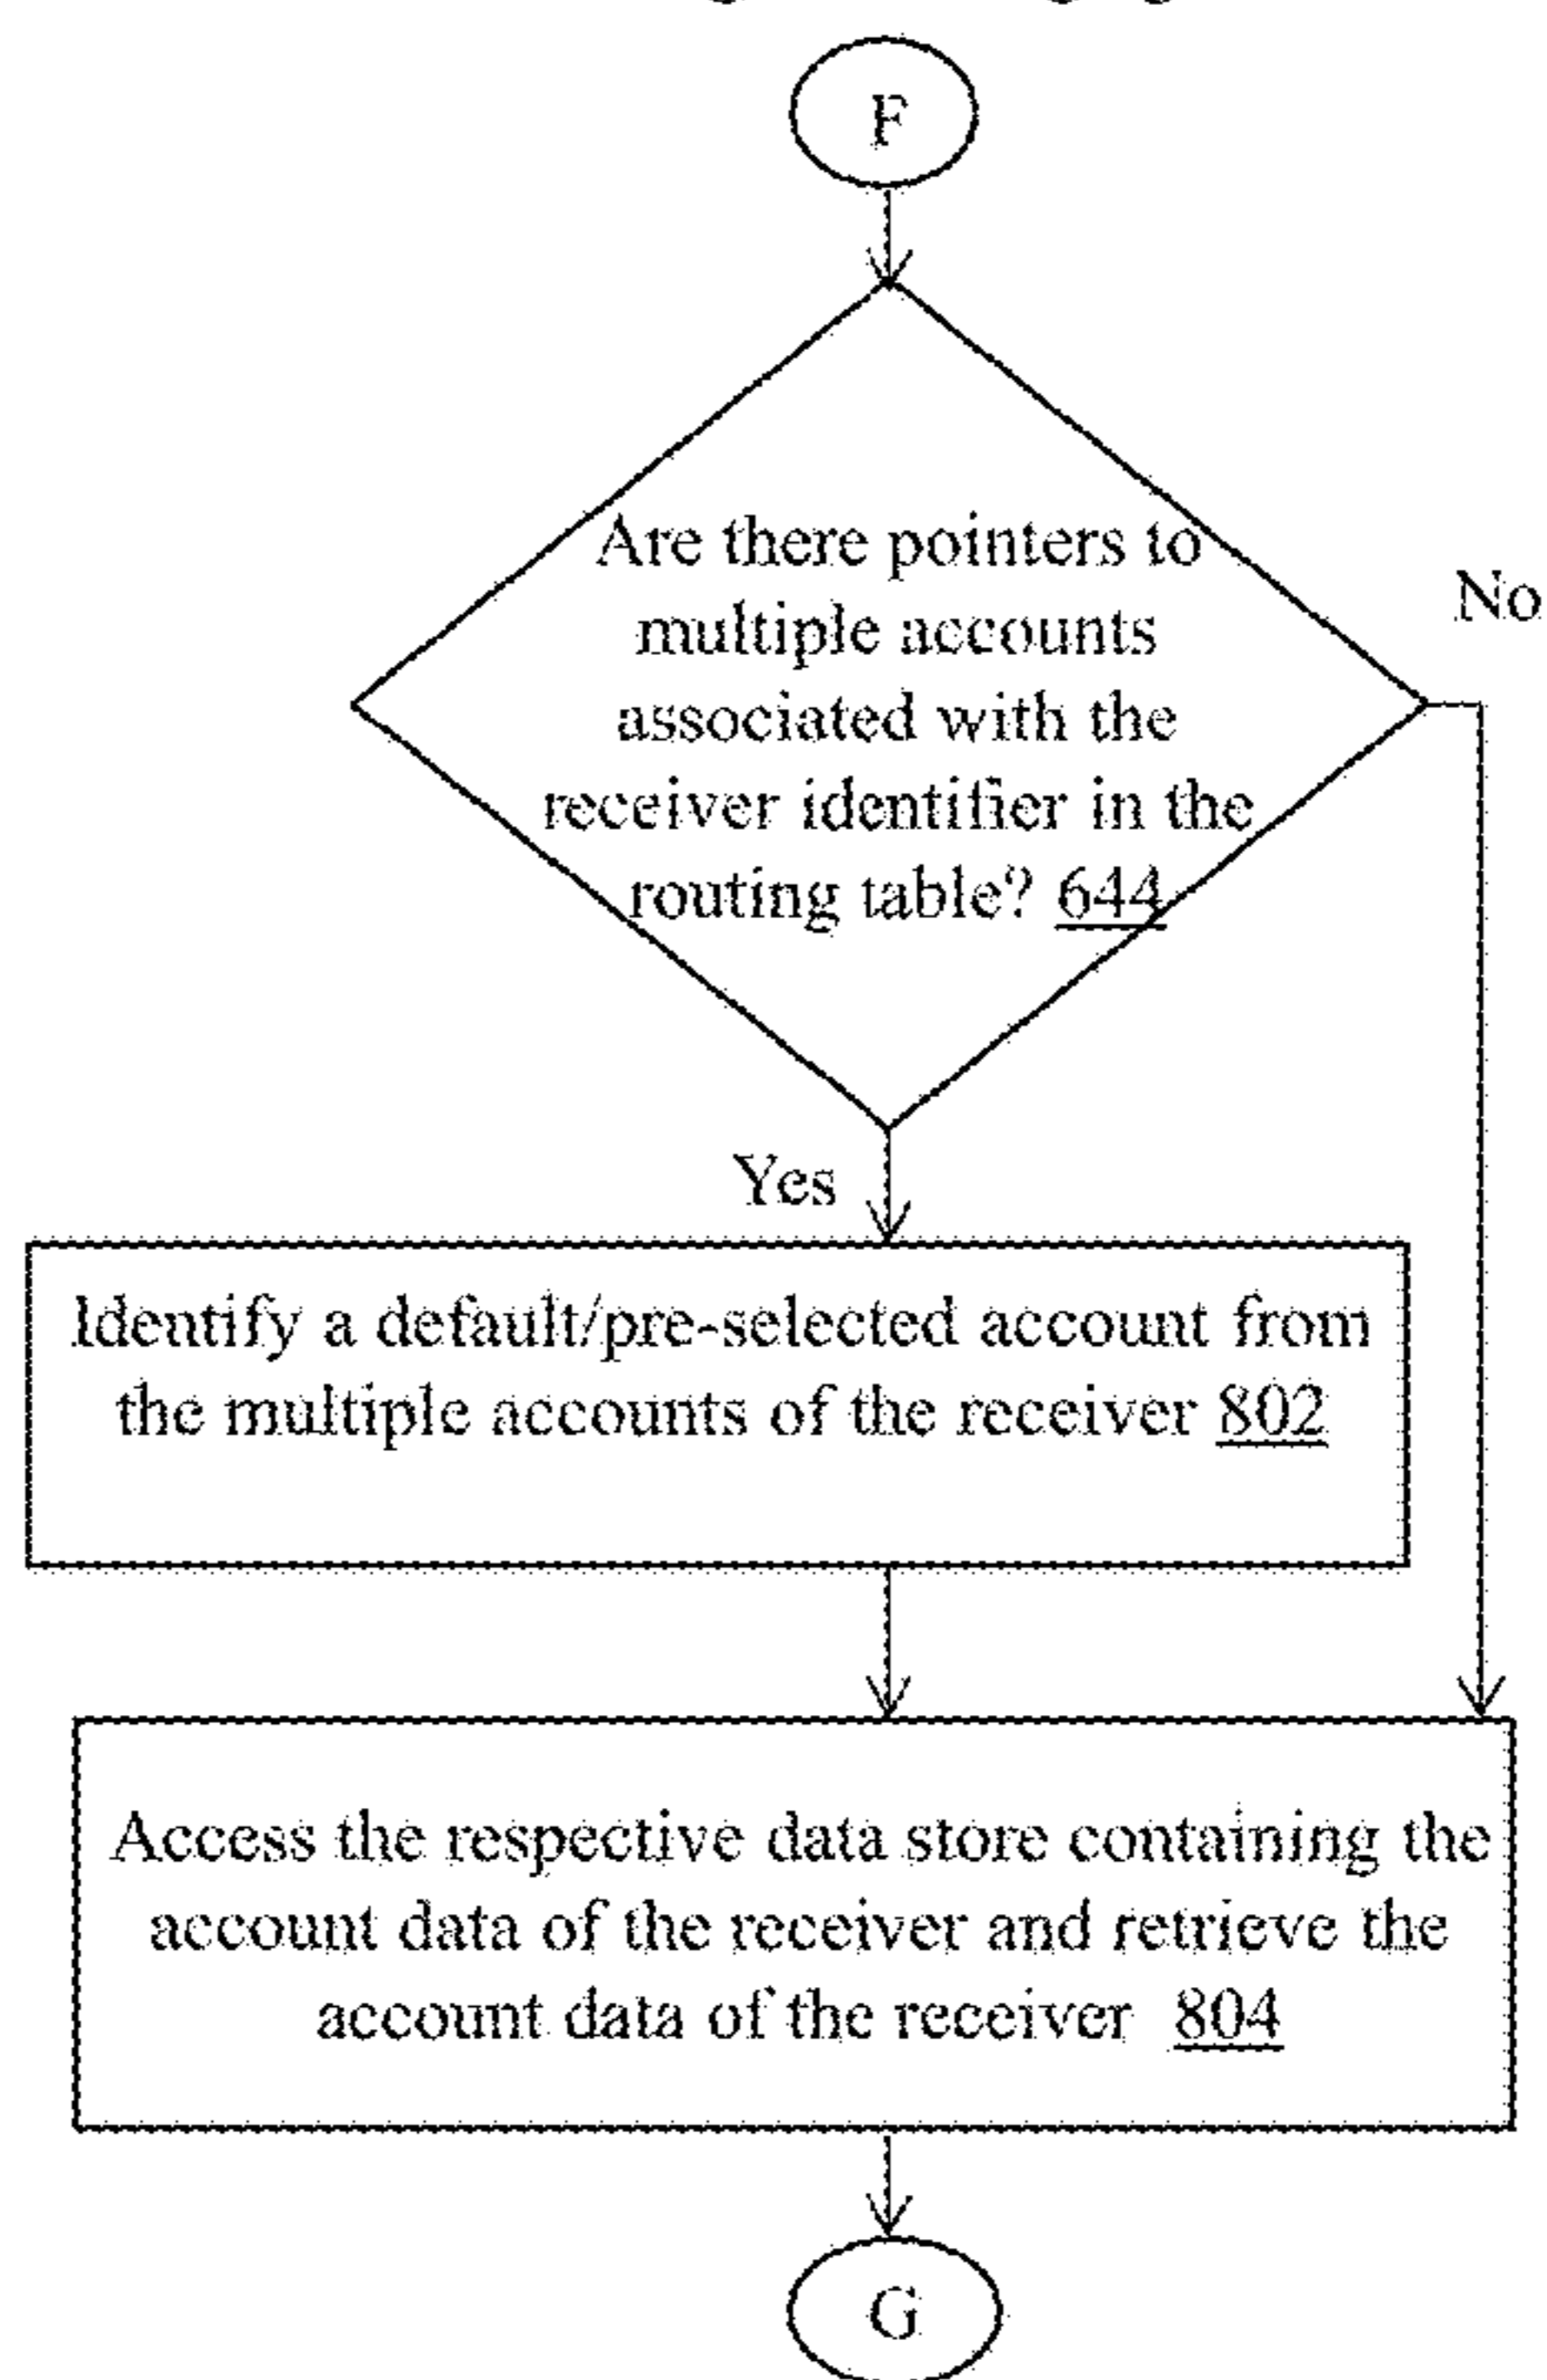 F
Are there pointers to
multiple accounts
associated with the
receiver identifier in the
routing table? 644
No
Yes
Identify a default/pre-selected account from
the multiple accounts of the receiver 802
Access the respective data store containing the
account data of the receiver and retrieve the
account data of the receiver 804
G